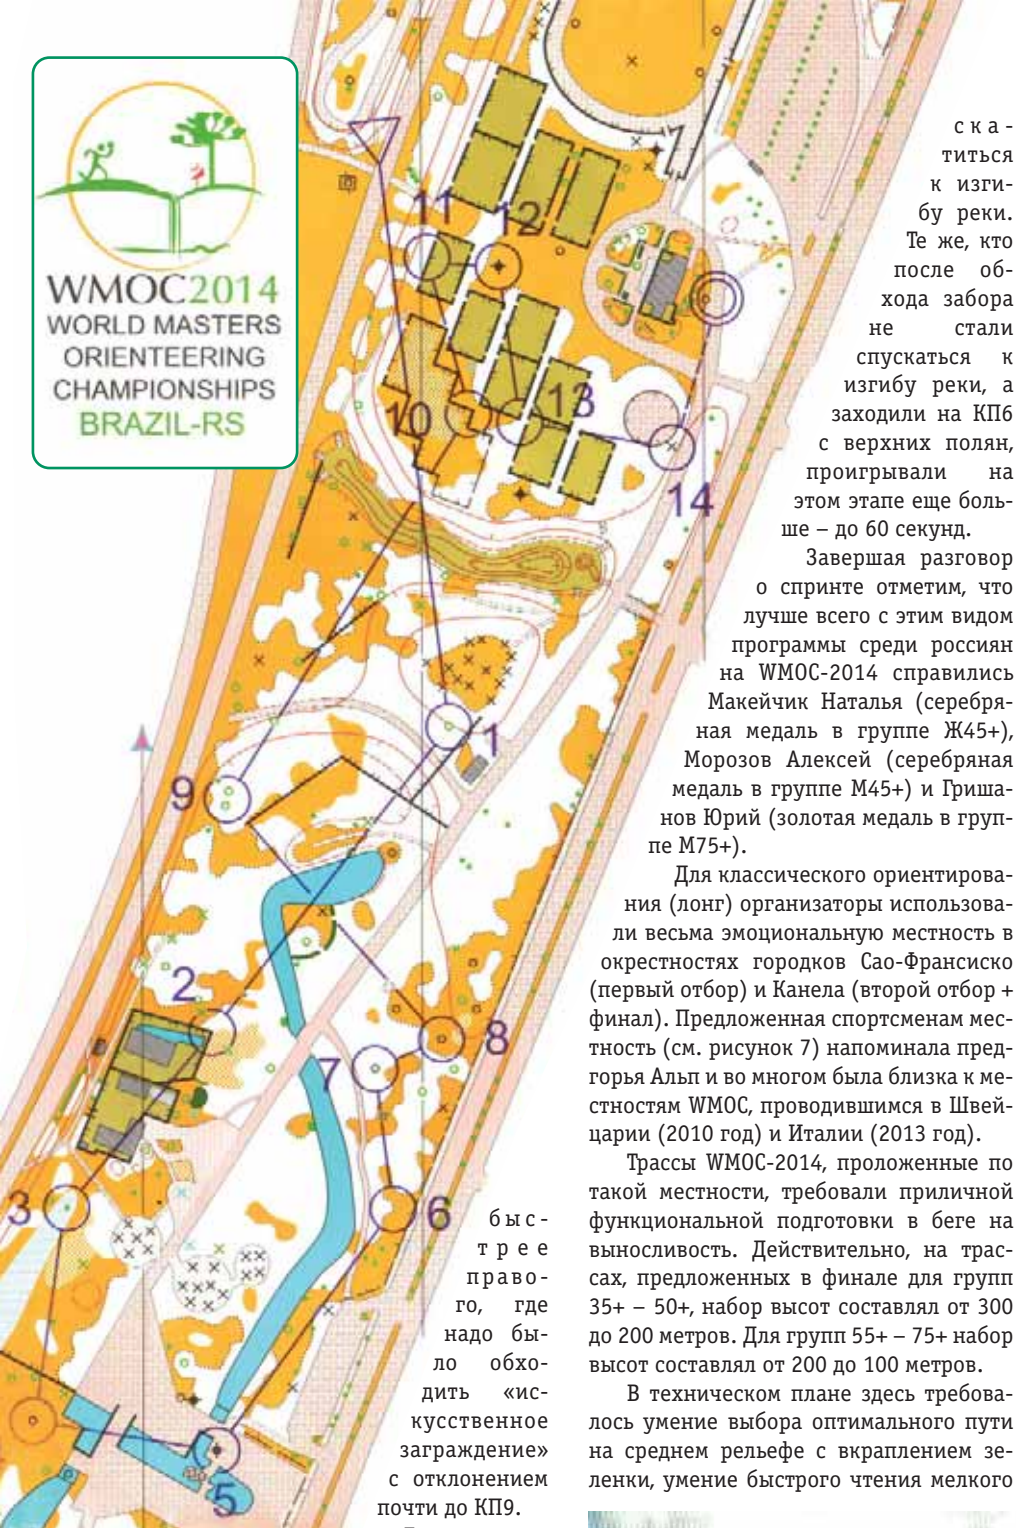 WMOC2014
WORLD MASTERS
ORIENTEERING
CHAMPIONSHIPS
BRAZIL-RS
11
12
10
13
14
1
9
2
8
7
3
6
5
быс-
трее
право-
го, где
надо бы-
ло обхо-
дить «ис-
кусственное
заграждение»
с отклонением
почти до КП9.
ска-
титься
к изги-
бу реки.
Те же, кто
после об-
хода забора
не стали
спускаться к
изгибу реки, а
заходили на КП6
с верхних полян,
проигрывали на
этом этапе еще боль-
ше – до 60 секунд.
Завершая разговор
о спринте отметим, что
лучше всего с этим видом
программы среди россиян
на WMOC-2014 справились
Макейчик Наталья (серебря-
ная медаль в группе Ж45+),
Морозов Алексей (серебряная
медаль в группе М45+) и Гриша-
нов Юрий (золотая медаль в груп-
пе М75+).
Для классического ориентирова-
ния (лонг) организаторы использова-
ли весьма эмоциональную местность в
окрестностях городков Сао-Франсиско
(первый отбор) и Канела (второй отбор +
финал). Предложенная спортсменам мес-
тность (см. рисунок 7) напоминала пред-
горья Альп и во многом была близка к ме-
стностям WMOC, проводившимся в Швей-
царии (2010 год) и Италии (2013 год).
Трассы WMOC-2014, проложенные по
такой местности, требовали приличной
функциональной подготовки в беге на
выносливость. Действительно, на трас-
сах, предложенных в финале для групп
35+ – 50+, набор высот составлял от 300
до 200 метров. Для групп 55+ – 75+ набор
высот составлял от 200 до 100 метров.
В техническом плане здесь требова-
лось умение выбора оптимального пути
на среднем рельефе с вкраплением зе-
ленки, умение быстрого чтения мелкого